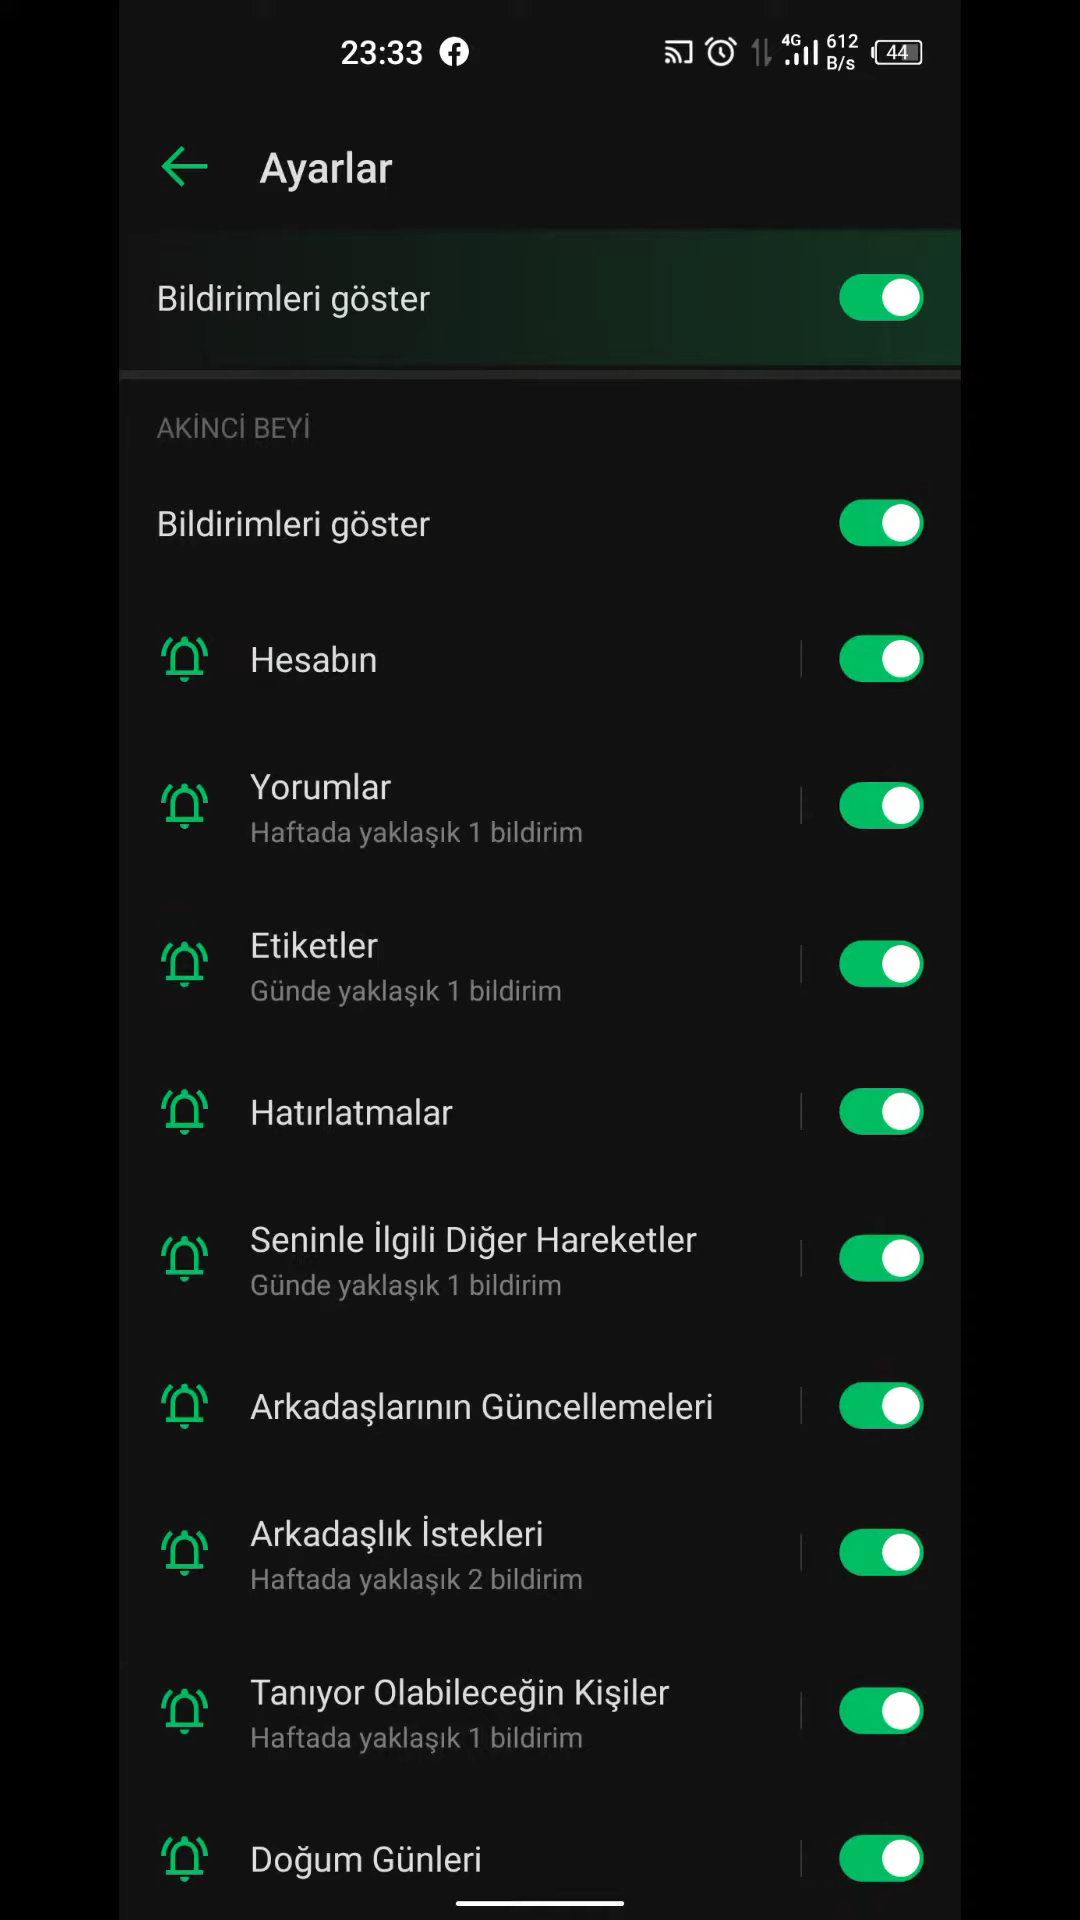 23:33
4G
612
B/s
44
Ayarlar
Bildirimleri göster
AKİNCİ BEYİ
Bildirimleri göster
Hesabın
Yorumlar
Haftada yaklaşık 1 bildirim
Etiketler
Günde yaklaşık 1 bildirim
Hatırlatmalar
Seninle İlgili Diğer Hareketler
Günde yaklaşık 1 bildirim
Arkadaşlarının Güncellemeleri
Arkadaşlık İstekleri
Haftada yaklaşık 2 bildirim
Tanıyor Olabileceğin Kişiler
Haftada yaklaşık 1 bildirim
Doğum Günleri